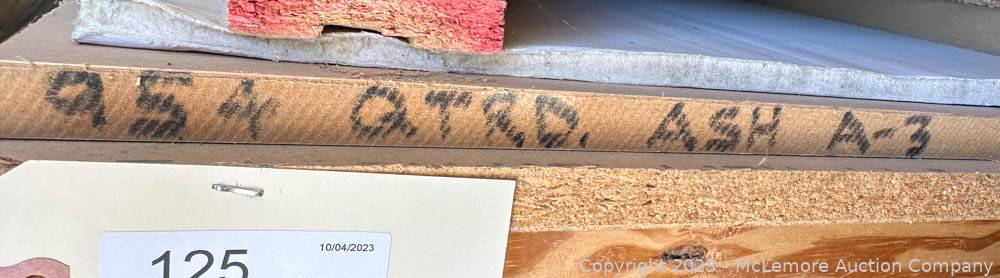 954 QTRD. ASH A-3
10/04/2023
125
Copyright 2023 - McLemore Auction Company